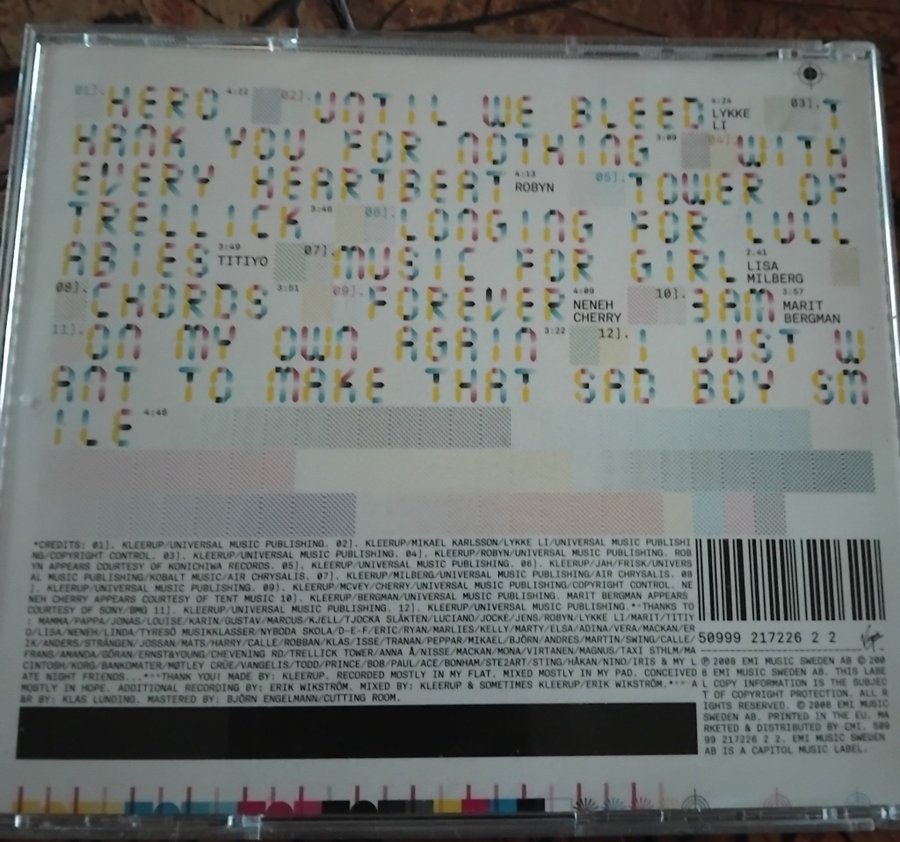 01]. HERO 4:22 02]. UNTIL WE BLEED 4:24 LYKKE LI 03]. T
HANK YOU FOR NOTHING 3:09 04]. WITH
EVERY HEARTBEAT 4:13 ROBYN 05]. TOWER OF
TRELLICK 3:46 06]. LONGING FOR LULL
ABIES 3:49 TITIYO 07]. MUSIC FOR GIRL 2.41 LISA MILBERG
08]. CHORDS 3:51 09]. FOREVER 4:09 NENEH CHERRY 10]. 3AM 3:57 MARIT BERGMAN
11]. ON MY OWN AGAIN 3:22 12]. I JUST W
ANT TO MAKE THAT SAD BOY SM
ILE 4:46
*CREDITS: 01]. KLEERUP/UNIVERSAL MUSIC PUBLISHING. 02]. KLEERUP/MIKAEL KARLSSON/LYKKE LI/UNIVERSAL MUSIC PUBLISHI
NG/COPYRIGHT CONTROL. 03]. KLEERUP/UNIVERSAL MUSIC PUBLISHING. 04]. KLEERUP/ROBYN/UNIVERSAL MUSIC PUBLISHING. ROB
YN APPEARS COURTESY OF KONICHIWA RECORDS. 05]. KLEERUP/UNIVERSAL MUSIC PUBLISHING. 06]. KLEERUP/JAH/FRISK/UNIVERS
AL MUSIC PUBLISHING/KOBALT MUSIC/AIR CHRYSALIS. 07]. KLEERUP/MILBERG/UNIVERSAL MUSIC PUBLISHING/AIR CHRYSALIS. 08
]. KLEERUP/UNIVERSAL MUSIC PUBLISHING. 09]. KLEERUP/MCVEY/CHERRY/UNIVERSAL MUSIC PUBLISHING/COPYRIGHT CONTROL. NE
NEH CHERRY APPEARS COURTESY OF TENT MUSIC 10]. KLEERUP/BERGMAN/UNIVERSAL MUSIC PUBLISHING. MARIT BERGMAN APPEARS
COURTESY OF SONY/BMG 11]. KLEERUP/UNIVERSAL MUSIC PUBLISHING. 12]. KLEERUP/UNIVERSAL MUSIC PUBLISHING.**THANKS TO
: MAMMA/PAPPA/JONAS/LOUISE/KARIN/GUSTAV/MARCUS/KJELL/TJOCKA SLÄKTEN/LUCIANO/JOCKE/JENS/ROBYN/LYKKE LI/MARIT/TITIY
O/LISA/NENEH/LINDA/TYRESÖ MUSIKKLASSER/NYBODA SKOLA/D-E-F/ERIC/RYAN/MARLIES/KELLY/MARTY/ELSA/ADINA/VERA/MACKAN/ER
IK/ANDERS/STRÄNGEN/JOSSAN/MATS/HARRY/CALLE/ROBBAN/KLAS/ISSE/TRANAN/PEPPAR/MIKAEL/BJÖRN/ANDRES/MARTIN/SWING/CALLE/
FRANS/AMANDA/GÖRAN/ERNST&YOUNG/CHEVENING RD/TRELLICK TOWER/ANNA Å/NISSE/MACKAN/MONA/VIRTANEN/MAGNUS/TAXI STHLM/MA
CINTOSH/KORG/BANKOMATER/MØTLEY CRÜE/VANGELIS/TODD/PRINCE/BOB/PAUL/ACE/BONHAM/STE2ART/STING/HÅKAN/NINO/IRIS & MY L
ATE NIGHT FRIENDS...***THANK YOU! MADE BY: KLEERUP. RECORDED MOSTLY IN MY FLAT. MIXED MOSTLY IN MY PAD. CONCEIVED
MOSTLY IN HOPE. ADDITIONAL RECORDING BY: ERIK WIKSTRÖM. MIXED BY: KLEERUP & SOMETIMES KLEERUP/ERIK WIKSTRÖM.*** A
&R BY: KLAS LUNDING. MASTERED BY: BJÖRN ENGELMANN/CUTTING ROOM.
50999 217226 2 2
Virgin
℗ 2008 EMI MUSIC SWEDEN AB © 200
8 EMI MUSIC SWEDEN AB. THIS LABE
L COPY INFORMATION IS THE SUBJEC
T OF COPYRIGHT PROTECTION. ALL R
IGHTS RESERVED. © 2008 EMI MUSIC
SWEDEN AB. PRINTED IN THE EU. MA
RKETED & DISTRIBUTED BY EMI. 509
99 217226 2 2. EMI MUSIC SWEDEN
AB IS A CAPITOL MUSIC LABEL.